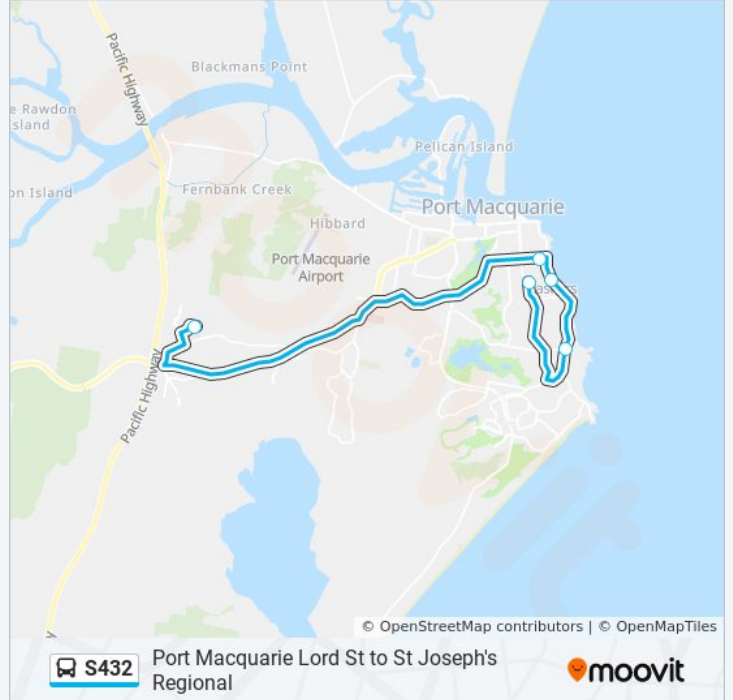 Pacific Highway
Blackmans Point
e Rawdon
sland
Pelican Island
on Island
Fernbank Creek
Port Macquarie
Hibbard
Port Macquarie
Airport
Pacific Highway
y
© OpenStreetMap contributors | © OpenMapTiles
S432
Port Macquarie Lord St to St Joseph's
Regional
moovit